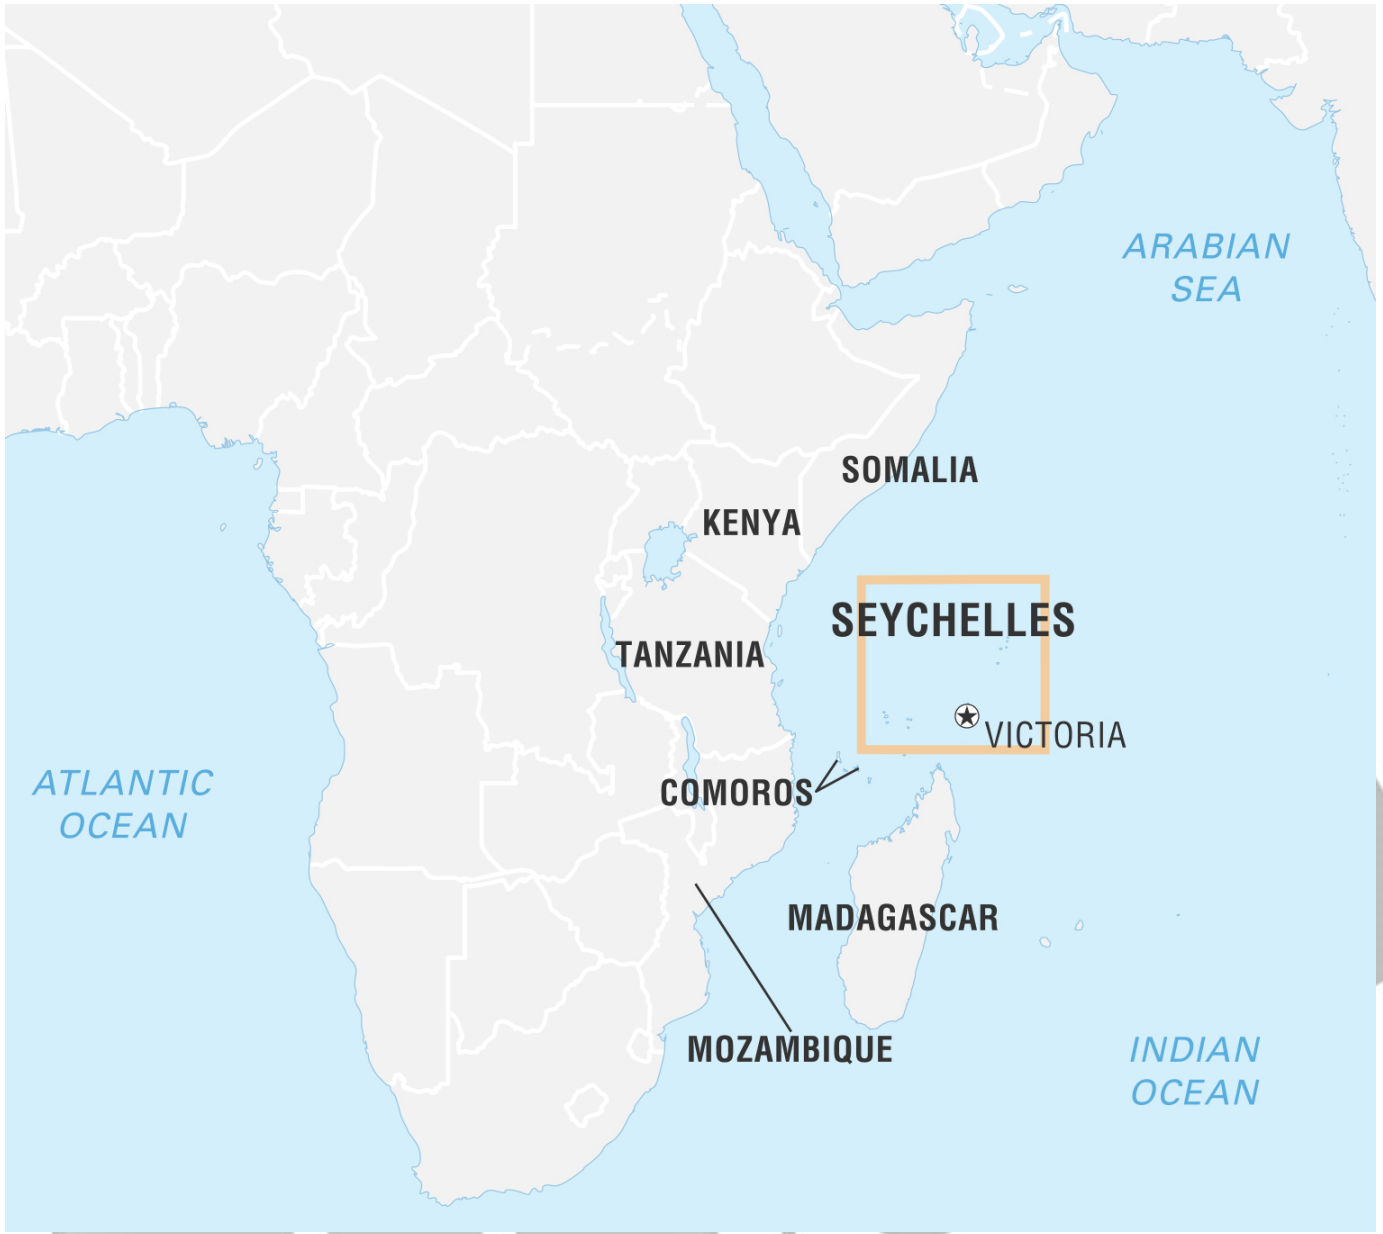 ARABIAN
SEA
SOMALIA
KENYA
SEYCHELLES
TANZANIA
VICTORIA
ATLANTIC
OCEAN
COMOROS
MADAGASCAR
MOZAMBIQUE
INDIAN
OCEAN